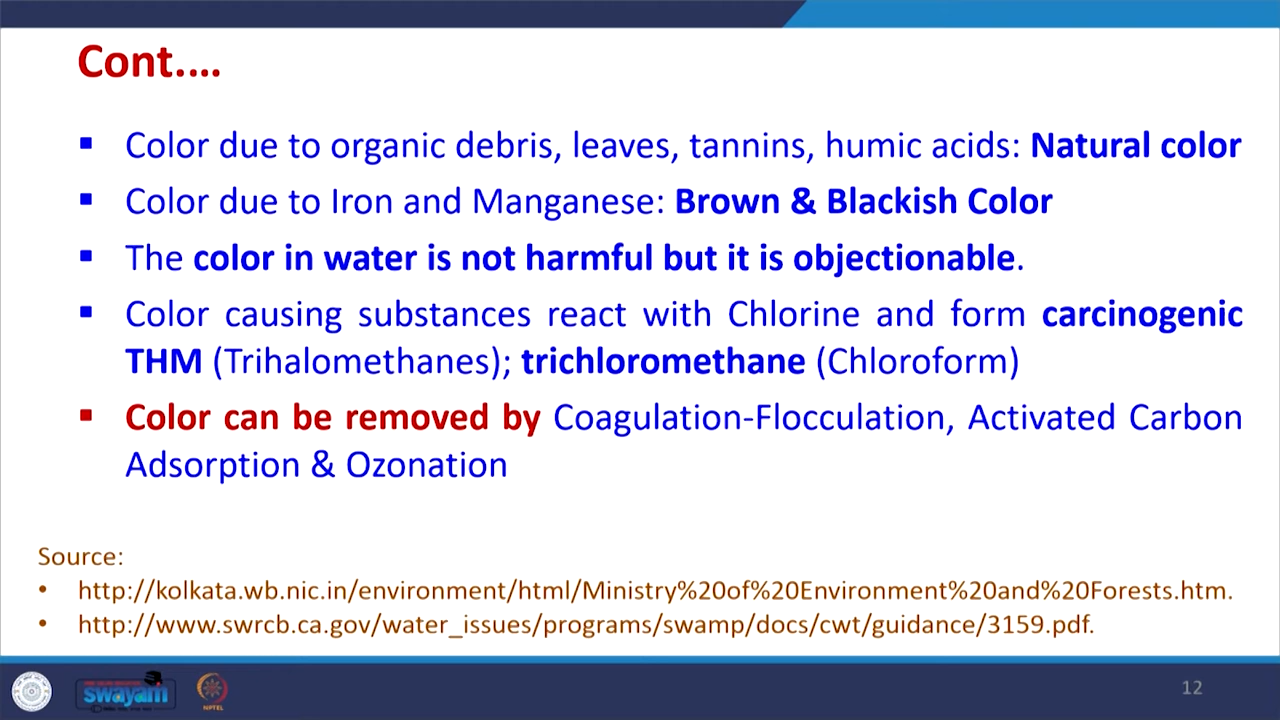 Cont.…
▪ Color due to organic debris, leaves, tannins, humic acids: Natural color
▪ Color due to Iron and Manganese: Brown & Blackish Color
▪ The color in water is not harmful but it is objectionable.
▪ Color causing substances react with Chlorine and form carcinogenic
THM (Trihalomethanes); trichloromethane (Chloroform)
▪ Color can be removed by Coagulation-Flocculation, Activated Carbon
Adsorption & Ozonation
Source:
• http://kolkata.wb.nic.in/environment/html/Ministry%20of%20Environment%20and%20Forests.htm.
• http://www.swrcb.ca.gov/water_issues/programs/swamp/docs/cwt/guidance/3159.pdf.
swayam
NPTEL
12